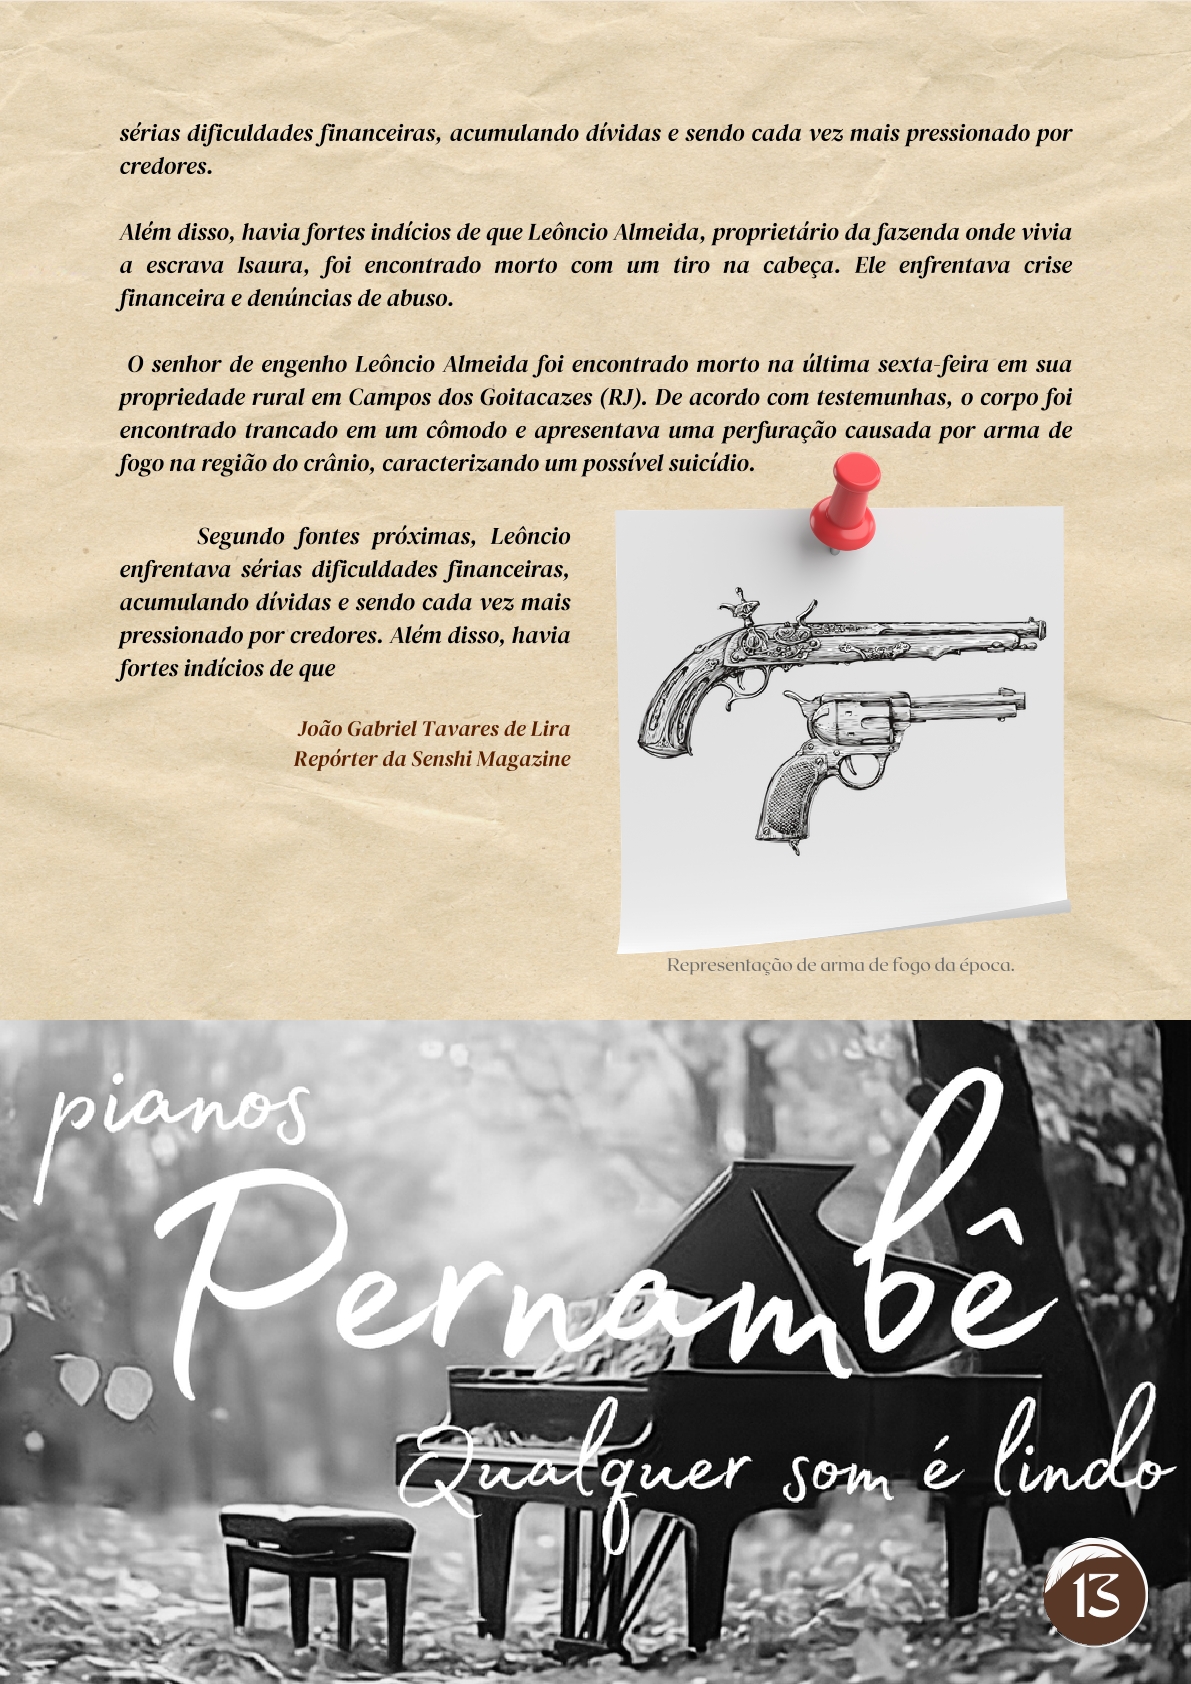 sérias dificuldades financeiras, acumulando dívidas e sendo cada vez mais pressionado por
credores.
Além disso, havia fortes indícios de que Leôncio Almeida, proprietário da fazenda onde vivia
a escrava Isaura, foi encontrado morto com um tiro na cabeça. Ele enfrentava crise
financeira e denúncias de abuso.
O senhor de engenho Leôncio Almeida foi encontrado morto na última sexta-feira em sua
propriedade rural em Campos dos Goitacazes (RJ). De acordo com testemunhas, o corpo foi
encontrado trancado em um cômodo e apresentava uma perfuração causada por arma de
fogo na região do crânio, caracterizando um possível suicídio.
Segundo fontes próximas, Leôncio
enfrentava sérias dificuldades financeiras,
acumulando dívidas e sendo cada vez mais
pressionado por credores. Além disso, havia
fortes indícios de que
João Gabriel Tavares de Lira
Repórter da Senshi Magazine
Representação de arma de fogo da época.
pianos
Pernambê
Qualquer som é lindo
13